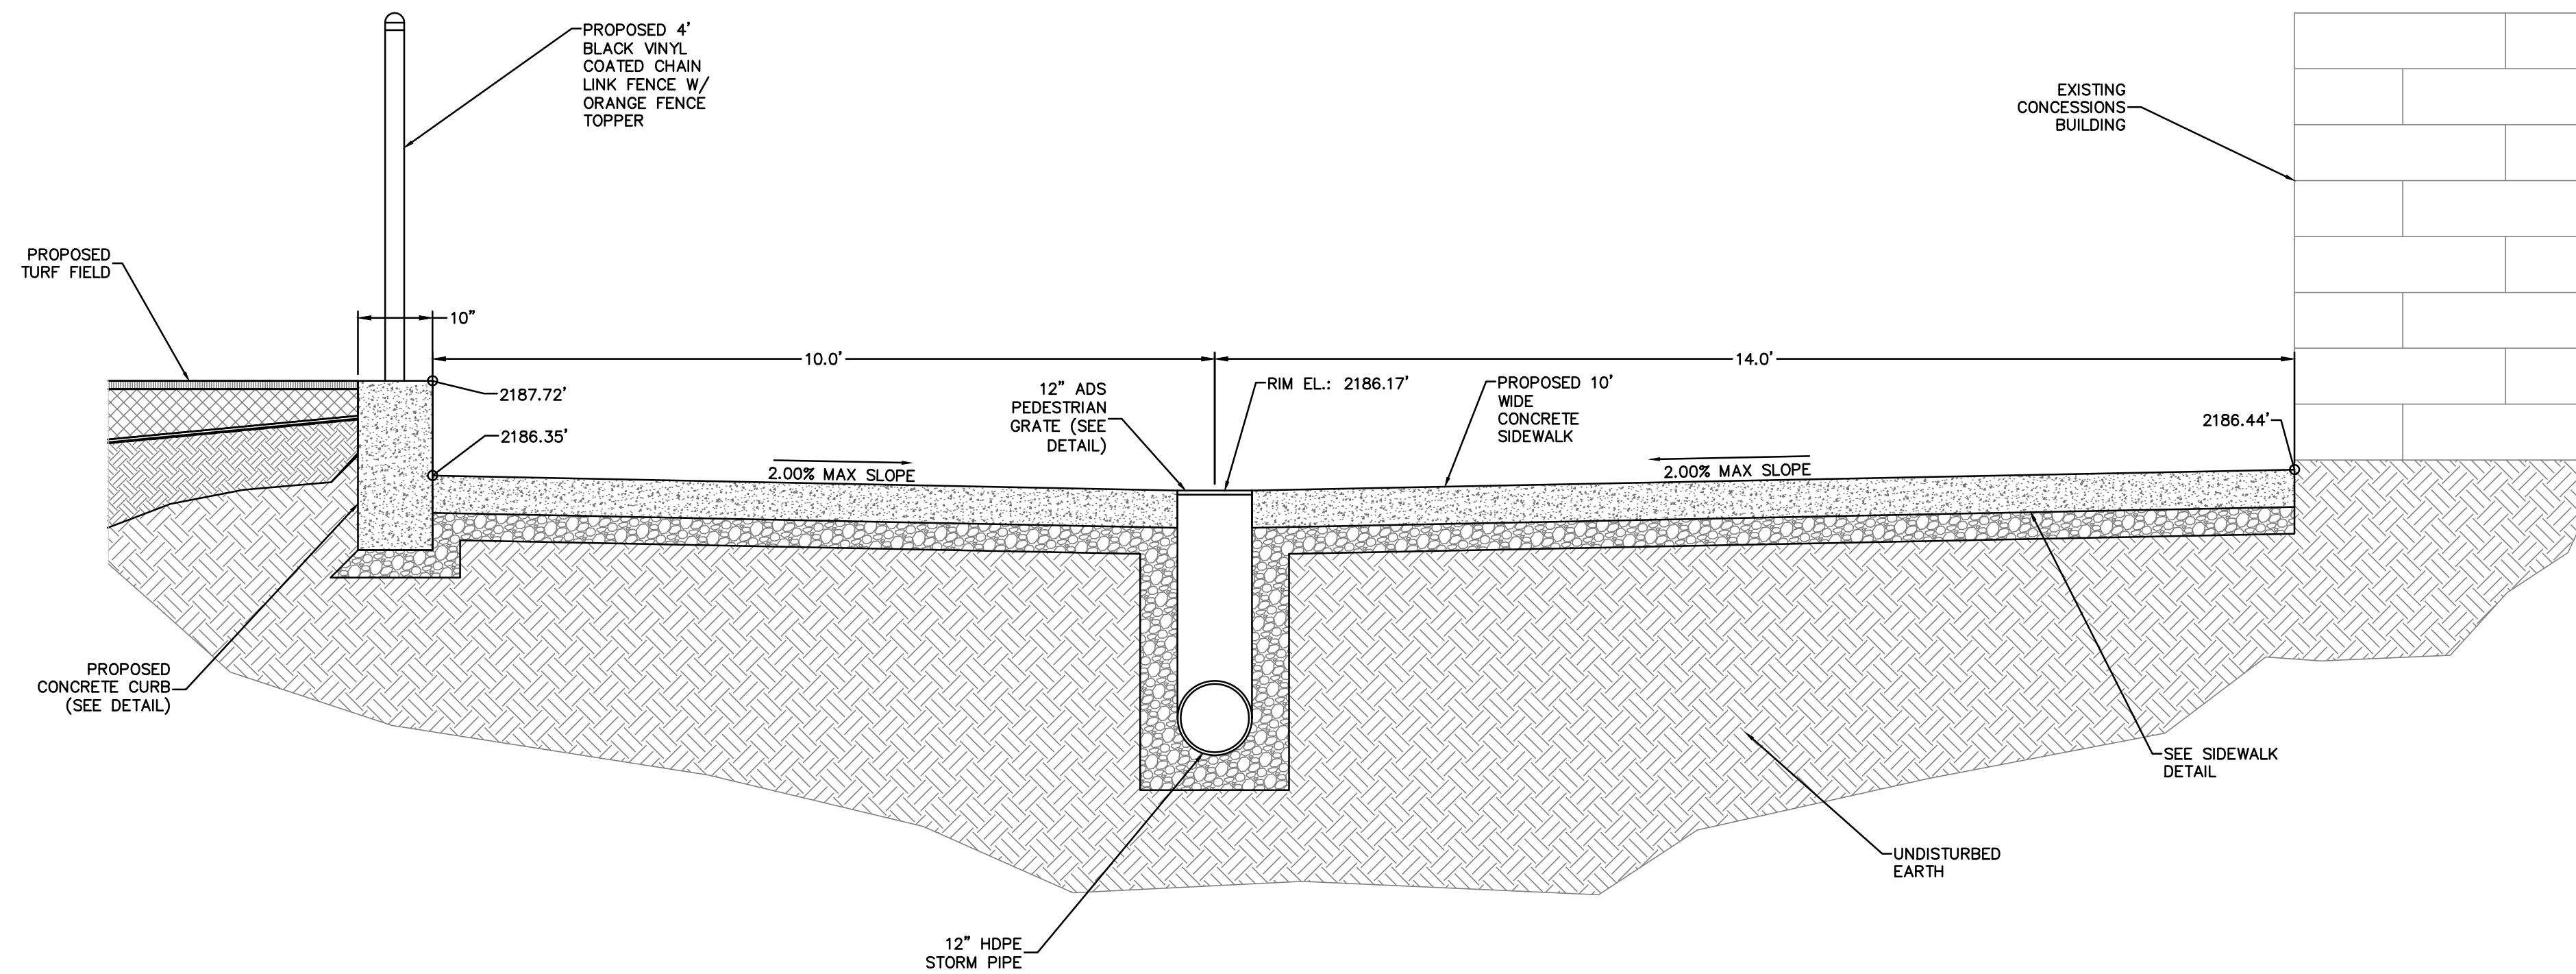 PROPOSED 4'
BLACK VINYL
COATED CHAIN
LINK FENCE W/
ORANGE FENCE
TOPPER
EXISTING
CONCESSIONS
BUILDING
PROPOSED
TURF FIELD
10"
10.0'
14.0'
2187.72'
2186.35'
12" ADS
PEDESTRIAN
GRATE (SEE
DETAIL)
RIM EL.: 2186.17'
PROPOSED 10'
WIDE
CONCRETE
SIDEWALK
2186.44'
2.00% MAX SLOPE
2.00% MAX SLOPE
PROPOSED
CONCRETE CURB
(SEE DETAIL)
SEE SIDEWALK
DETAIL
UNDISTURBED
EARTH
12" HDPE
STORM PIPE